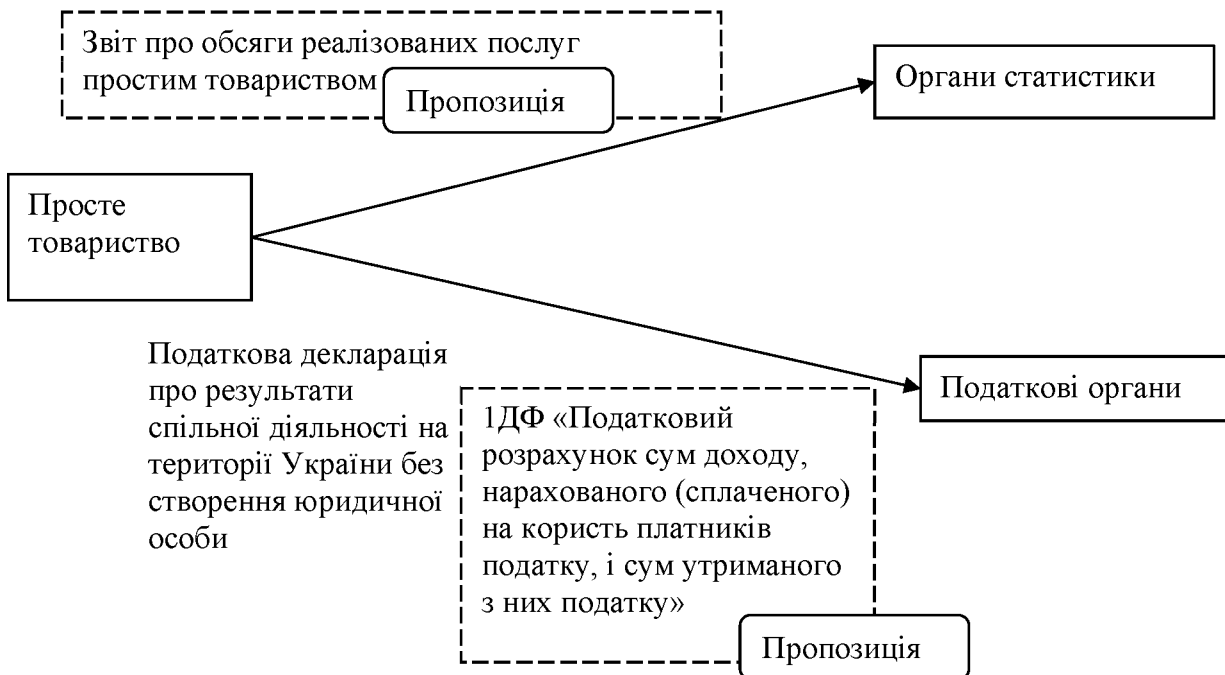 Звіт про обсяги реалізованих послуг
простим товариством
Пропозиція
Органи статистики
Просте
товариство
Податкова декларація
про результати
спільної діяльності на
території України без
створення юридичної
особи
1ДФ «Податковий
розрахунок сум доходу,
нарахованого (сплаченого)
на користь платників
податку, і сум утриманого
з них податку»
Пропозиція
Податкові органи